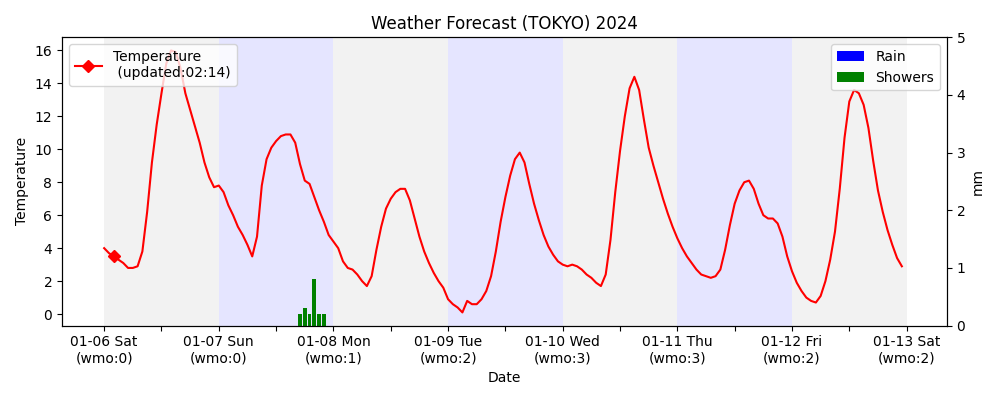 Weather Forecast (TOKYO) 2024
Temperature
(updated:02:14)
Rain
Showers
Temperature
16
14
12
10
8
6
4
2
0
5
4
3
2
1
0
mm
01-06 Sat
(wmo:0)
01-07 Sun
(wmo:0)
01-08 Mon
(wmo:1)
01-09 Tue
(wmo:2)
01-10 Wed
(wmo:3)
01-11 Thu
(wmo:3)
01-12 Fri
(wmo:2)
01-13 Sat
(wmo:2)
Date